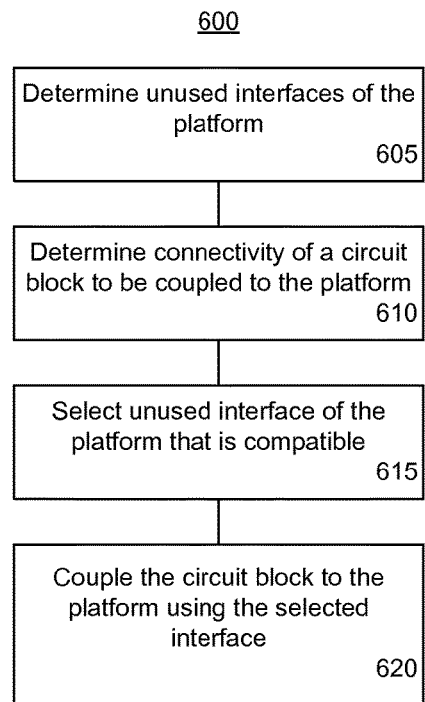 600
Determine unused interfaces of the
platform
605
Determine connectivity of a circuit
block to be coupled to the platform
610
Select unused interface of the
platform that is compatible
615
Couple the circuit block to the
platform using the selected
interface
620